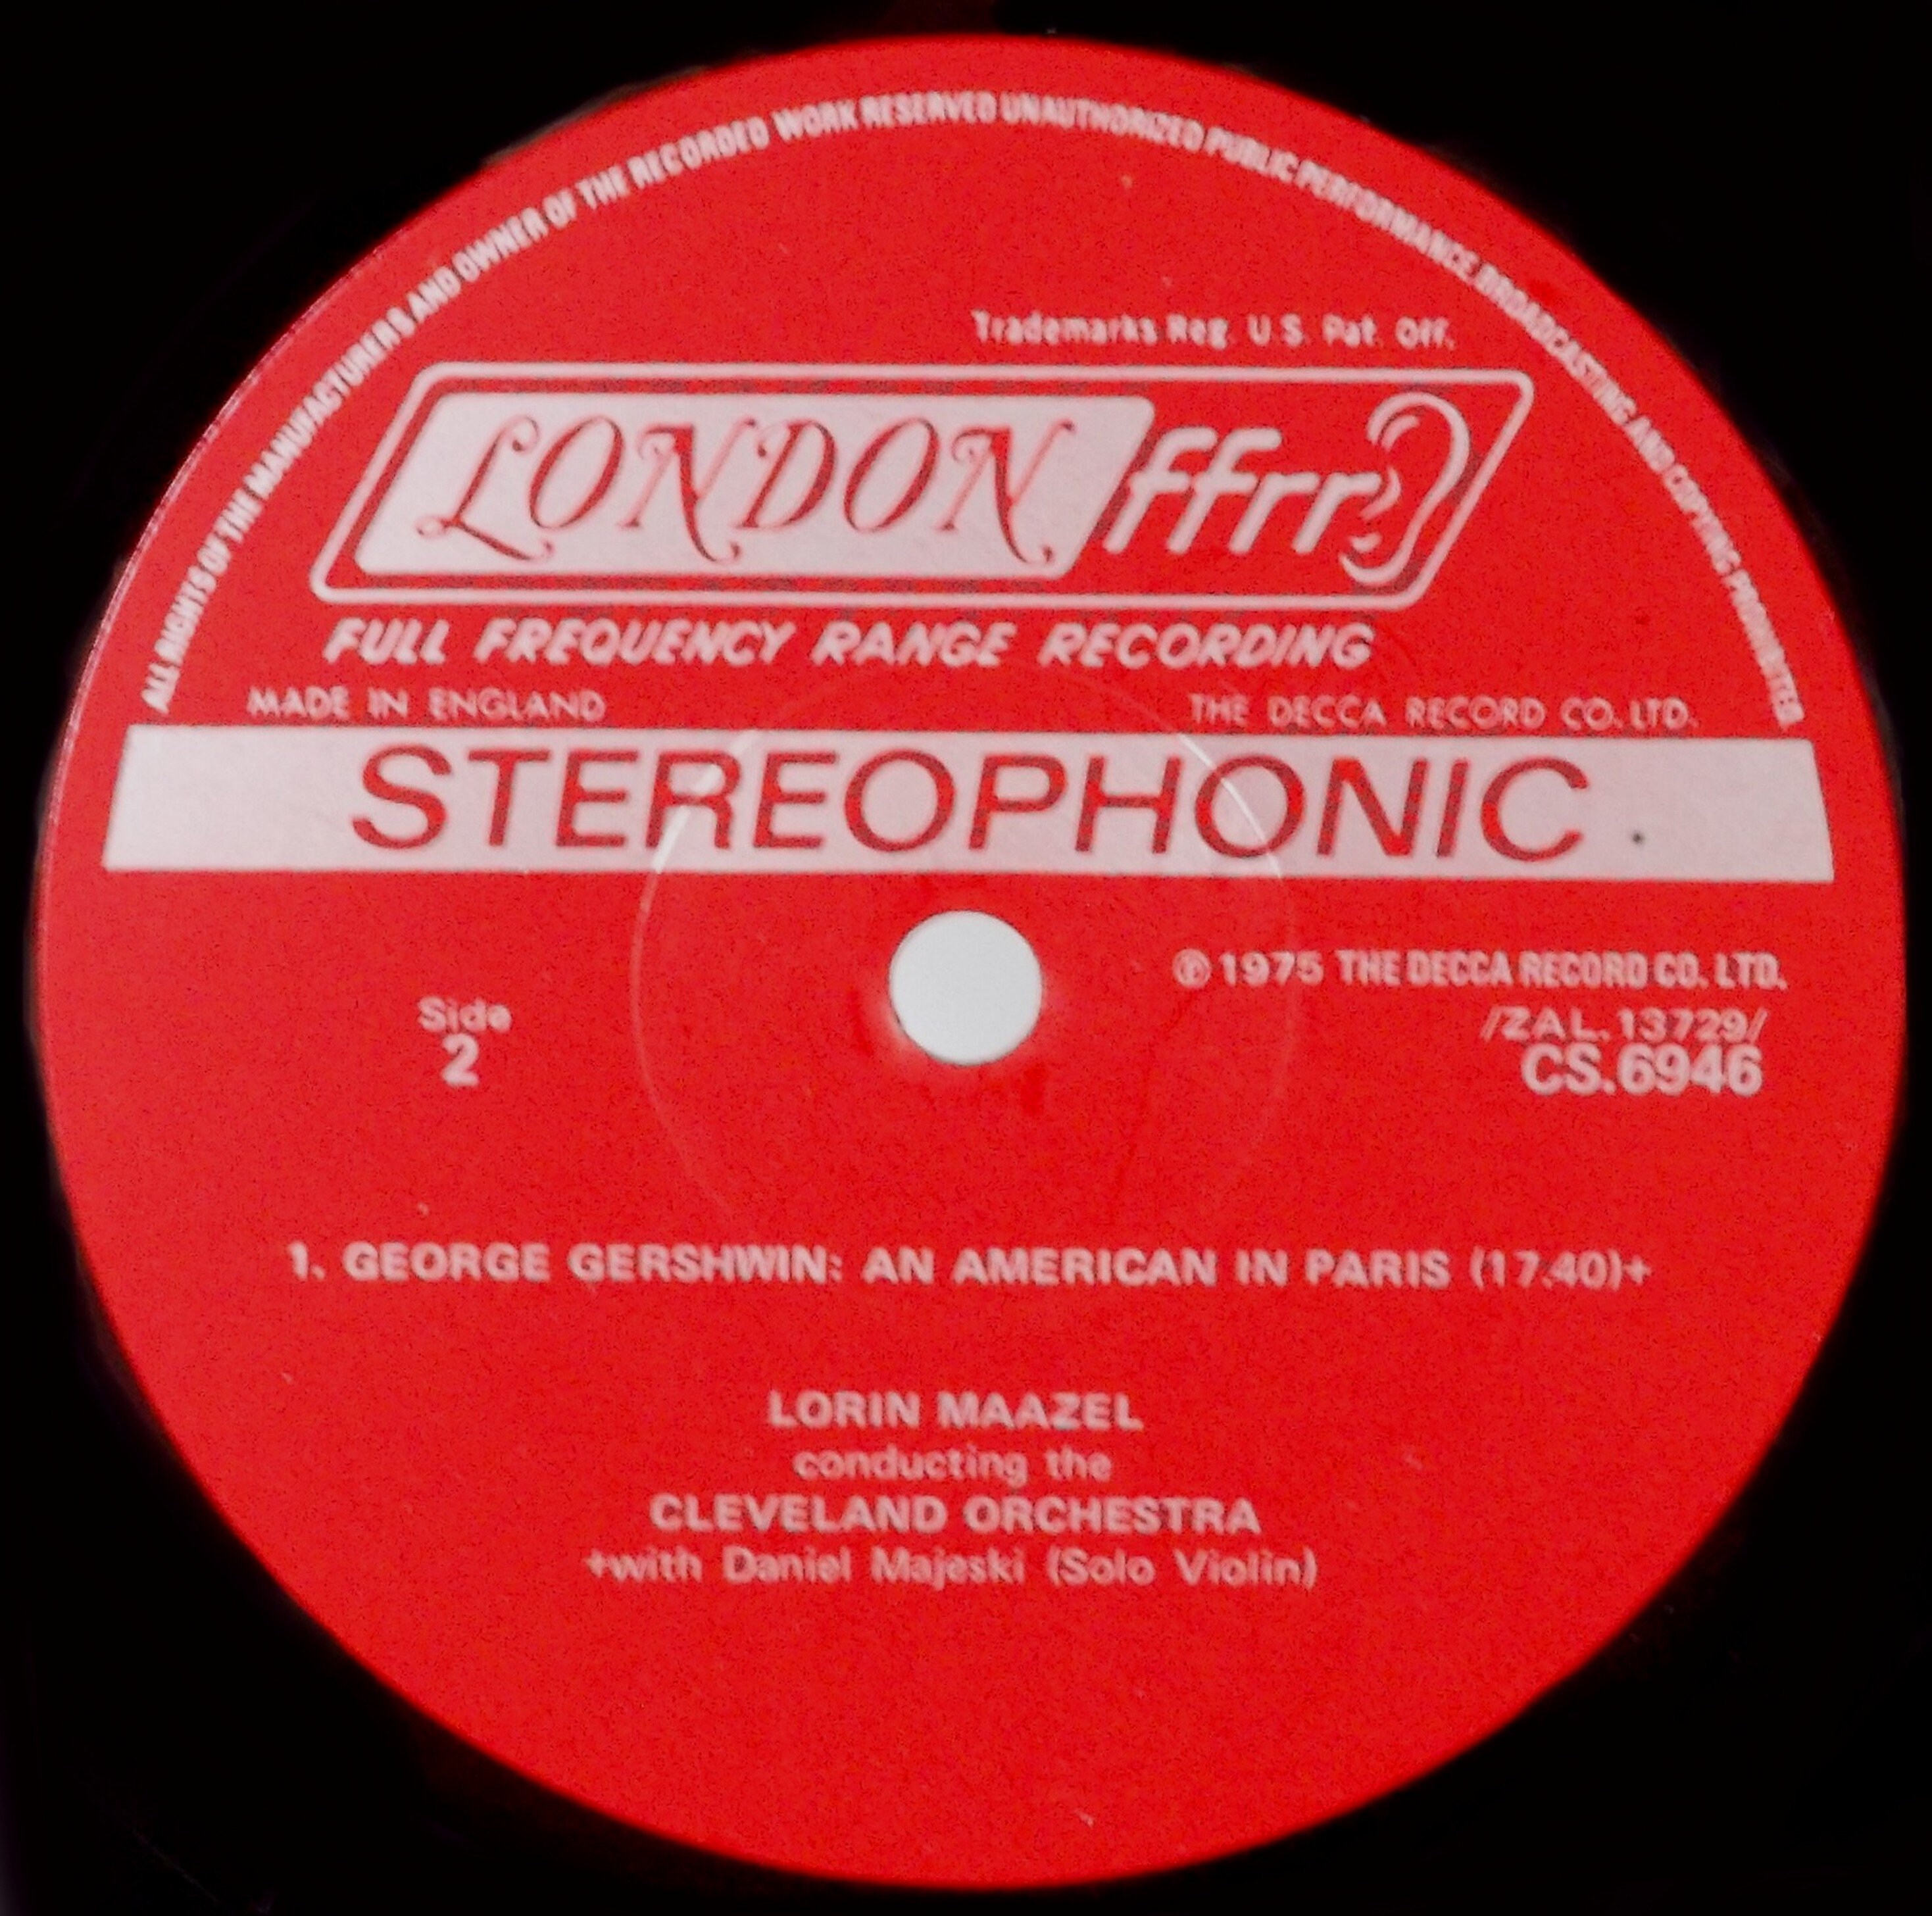 ALL RIGHTS OF THE MANUFACTURERS AND OWNER OF THE RECORDED WORK RESERVED UNAUTHORIZED PUBLIC PERFORMANCE BROADCASTING AND COPYING PROHIBITED
Trademarks Reg. U.S. Pat. Off.
LONDON ffrr
FULL FREQUENCY RANGE RECORDING
MADE IN ENGLAND THE DECCA RECORD CO. LTD.
STEREOPHONIC
℗ 1975 THE DECCA RECORD CO. LTD.
Side /ZAL.13729/
2 CS.6946
1. GEORGE GERSHWIN: AN AMERICAN IN PARIS (17.40)+
LORIN MAAZEL
conducting the
CLEVELAND ORCHESTRA
+with Daniel Majeski (Solo Violin)